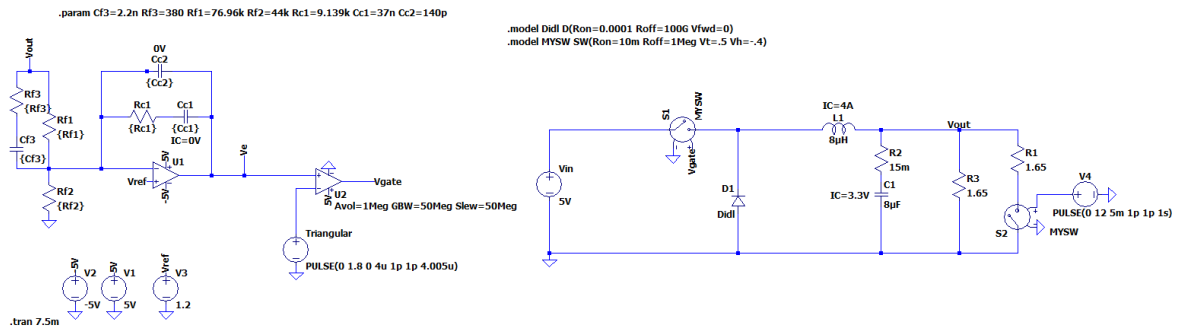 .param Cf3=2.2n Rf3=380 Rf1=76.96k Rf2=44k Rc1=9.139k Cc1=37n Cc2=140p
.model Didl D(Ron=0.0001 Roff=100G Vfwd=0)
.model MYSW SW(Ron=10m Roff=1Meg Vt=.5 Vh=-.4)
Vout
Rf3
{Rf3}
Rf1
{Rf1}
Cf3
{Cf3}
Rf2
{Rf2}
0V
Cc2
{Cc2}
Rc1
{Rc1}
Cc1
{Cc1}
IC=0V
-5V
U1
Vref
-5V
Ve
U2
5V
Vgate
Avol=1Meg GBW=50Meg Slew=50Meg
Triangular
PULSE(0 1.8 0 4u 1p 1p 4.005u)
-5V
V2
-5V
5V
V1
5V
Vref
V3
1.2
.tran 7.5m
S1
MYSW
Vgate
Vin
5V
D1
Didl
IC=4A
L1
8µH
R2
15m
C1
IC=3.3V
8µF
Vout
R3
1.65
R1
1.65
S2
MYSW
V4
PULSE(0 12 5m 1p 1p 1s)